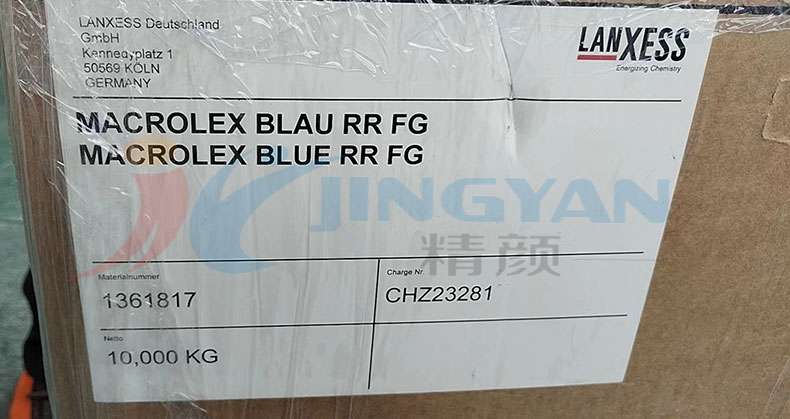 LANXESS Deutschland
GmbH
Kennedyplatz 1
50569 KÖLN
GERMANY
LANXESS
Energizing Chemistry
MACROLEX BLAU RR FG
MACROLEX BLUE RR FG
JINGYAN
精颜
Materialnummer
1361817
Charge Nr.
CHZ23281
Netto
10,000 KG